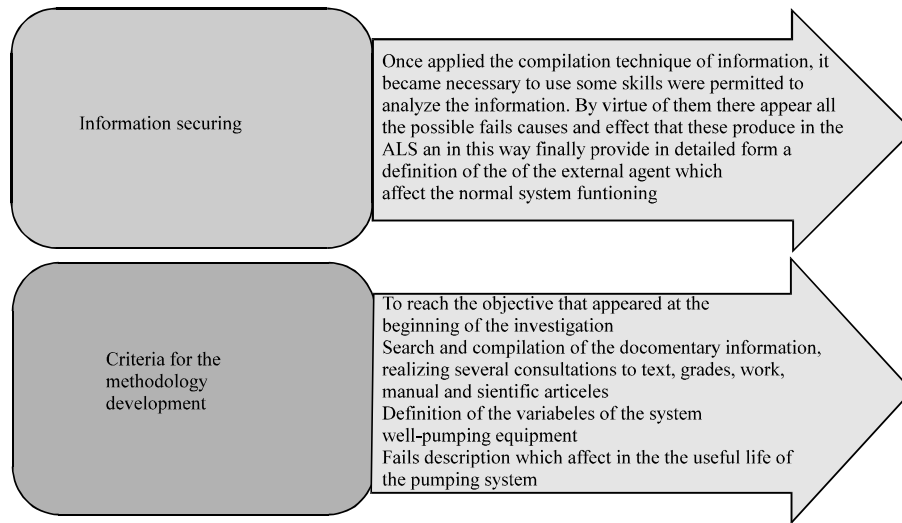 Information securing
Once applied the compilation technique of information, it
became necessary to use some skills were permitted to
analyze the information. By virtue of them there appear all
the possible fails causes and effect that these produce in the
ALS an in this way finally provide in detailed form a
definition of the of the external agent which
affect the normal system funtioning
Criteria for the
methodology
development
To reach the objective that appeared at the
beginning of the investigation
Search and compilation of the docomentary information,
realizing several consultations to text, grades, work,
manual and sientific articeles
Definition of the variabeles of the system
well-pumping equipment
Fails description which affect in the the useful life of
the pumping system